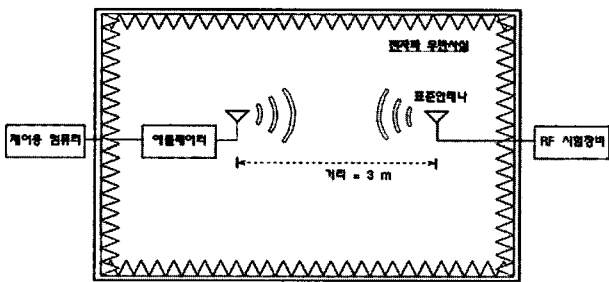 전자파 무반사실
표준안테나
제어용 컴퓨터
에뮬레이터
RF 시험장비
거리 = 3 m